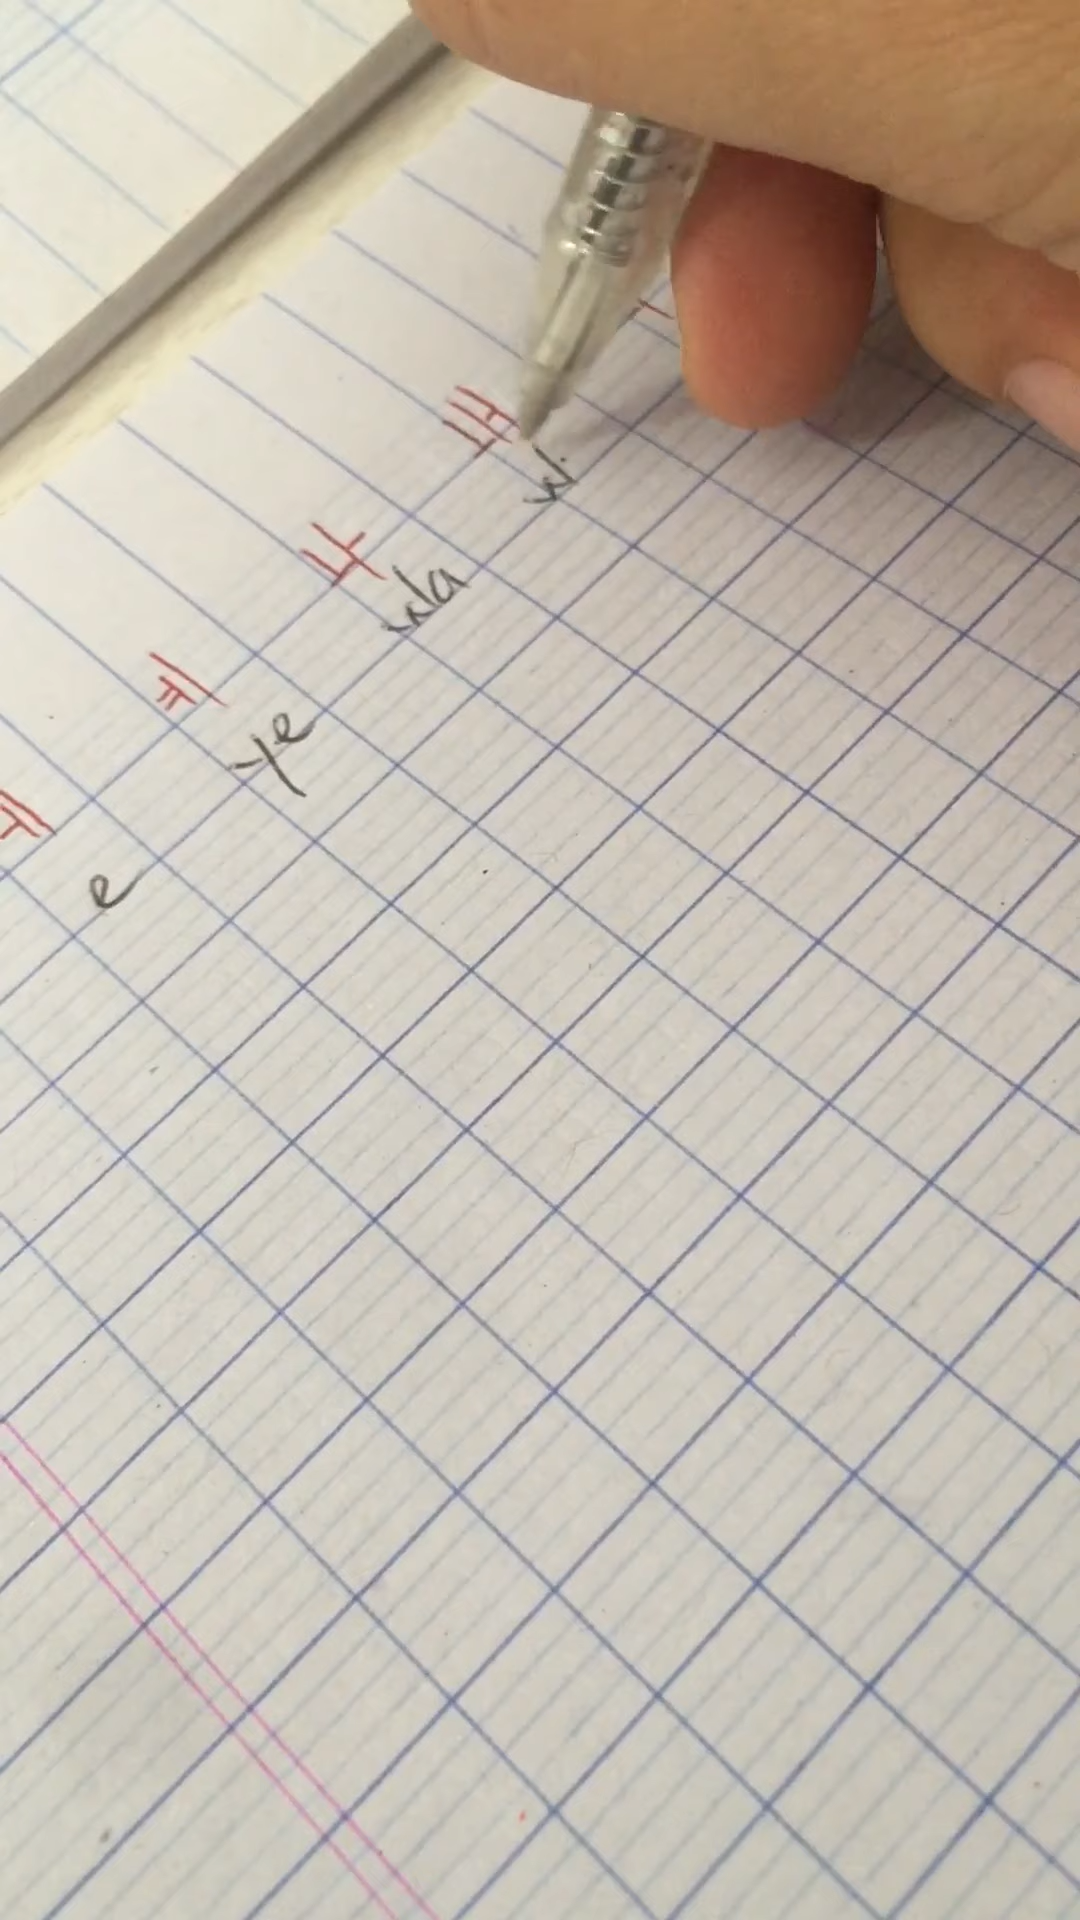 ㅔ ㅖ ㅘ ㅙ
e ye wa w